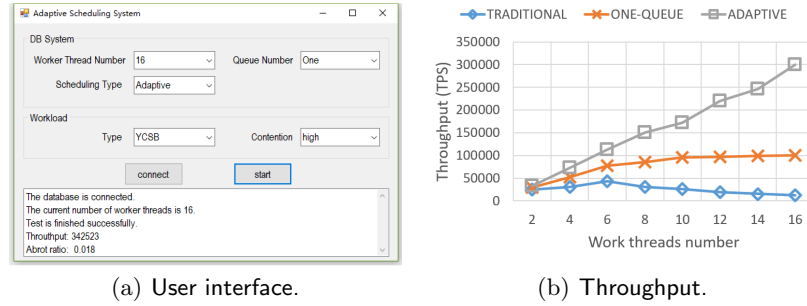 Adaptive Scheduling System
DB System
Worker Thread Number 16 Queue Number One
Scheduling Type Adaptive
Workload
Type YCSB Contention high
connect start
The database is connected.
The current number of worker threads is 16.
Test is finished successfully.
Throuthput: 342523
Abrot ratio: 0.018
(a) User interface.
TRADITIONAL ONE-QUEUE ADAPTIVE
Throughput (TPS)
350000
300000
250000
200000
150000
100000
50000
0
2 4 6 8 10 12 14 16
Work threads number
(b) Throughput.